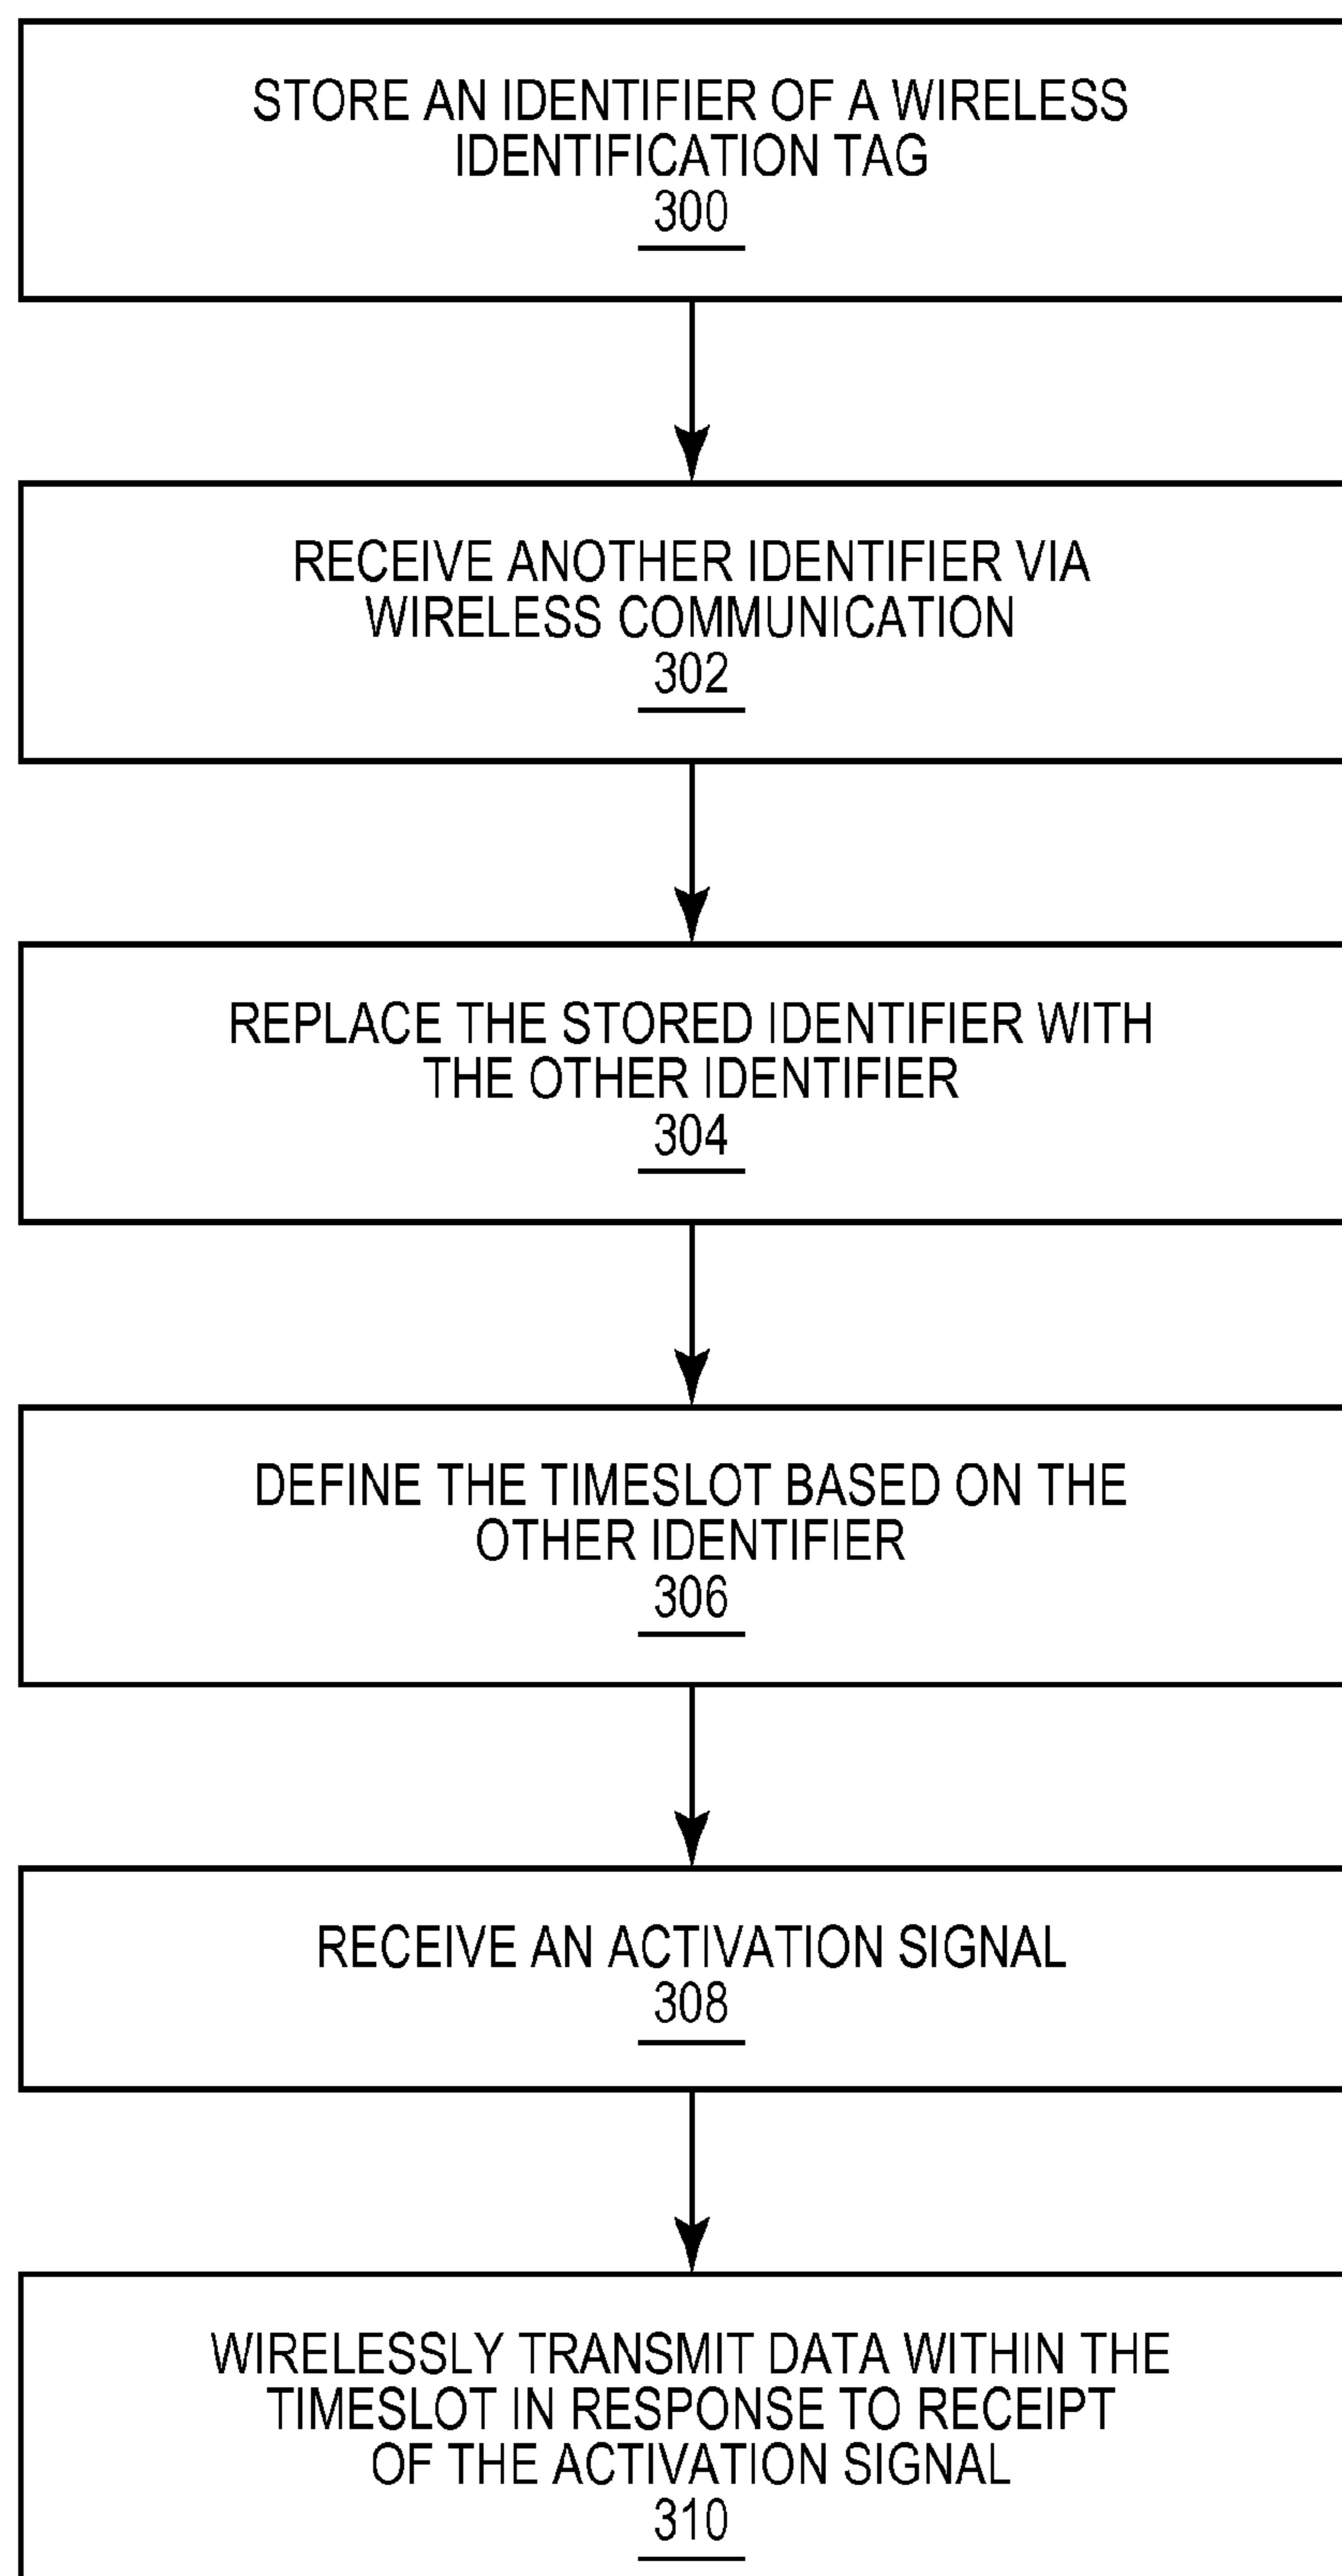 STORE AN IDENTIFIER OF A WIRELESS
IDENTIFICATION TAG
300
RECEIVE ANOTHER IDENTIFIER VIA
WIRELESS COMMUNICATION
302
REPLACE THE STORED IDENTIFIER WITH
THE OTHER IDENTIFIER
304
DEFINE THE TIMESLOT BASED ON THE
OTHER IDENTIFIER
306
RECEIVE AN ACTIVATION SIGNAL
308
WIRELESSLY TRANSMIT DATA WITHIN THE
TIMESLOT IN RESPONSE TO RECEIPT
OF THE ACTIVATION SIGNAL
310